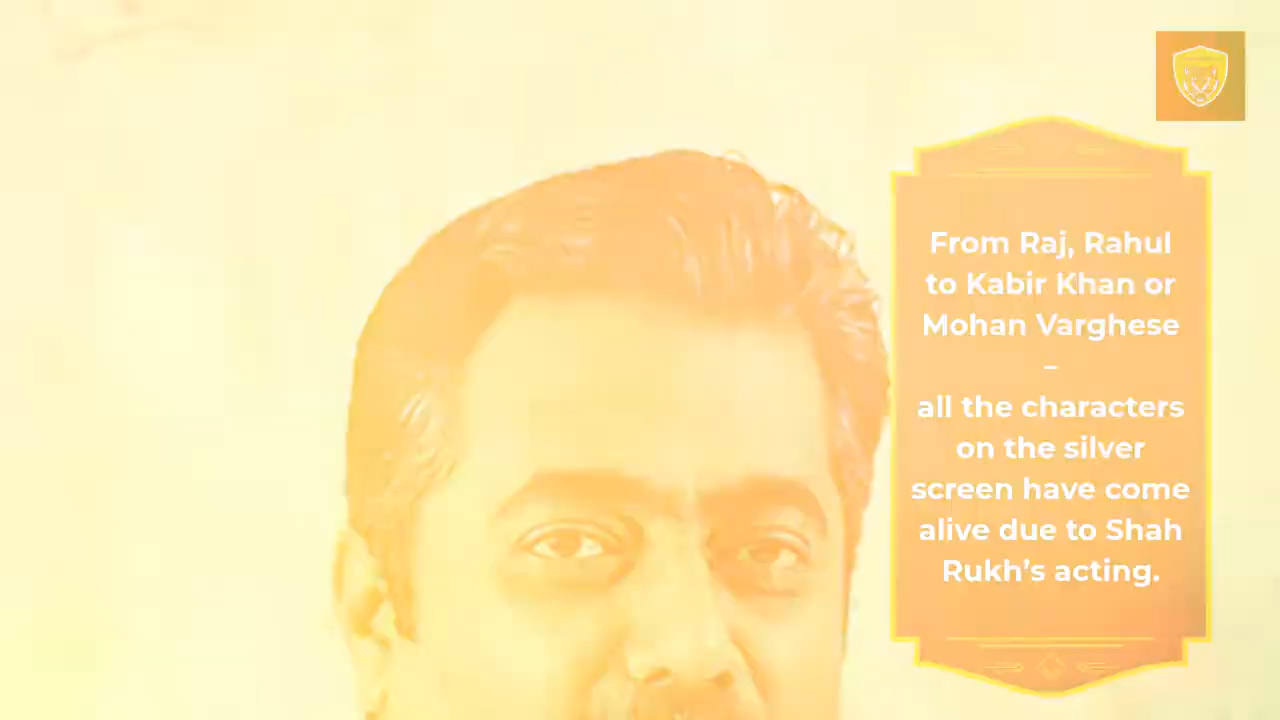 From Raj, Rahul
to Kabir Khan or
Mohan Varghese
–
all the characters
on the silver
screen have come
alive due to Shah
Rukh’s acting.